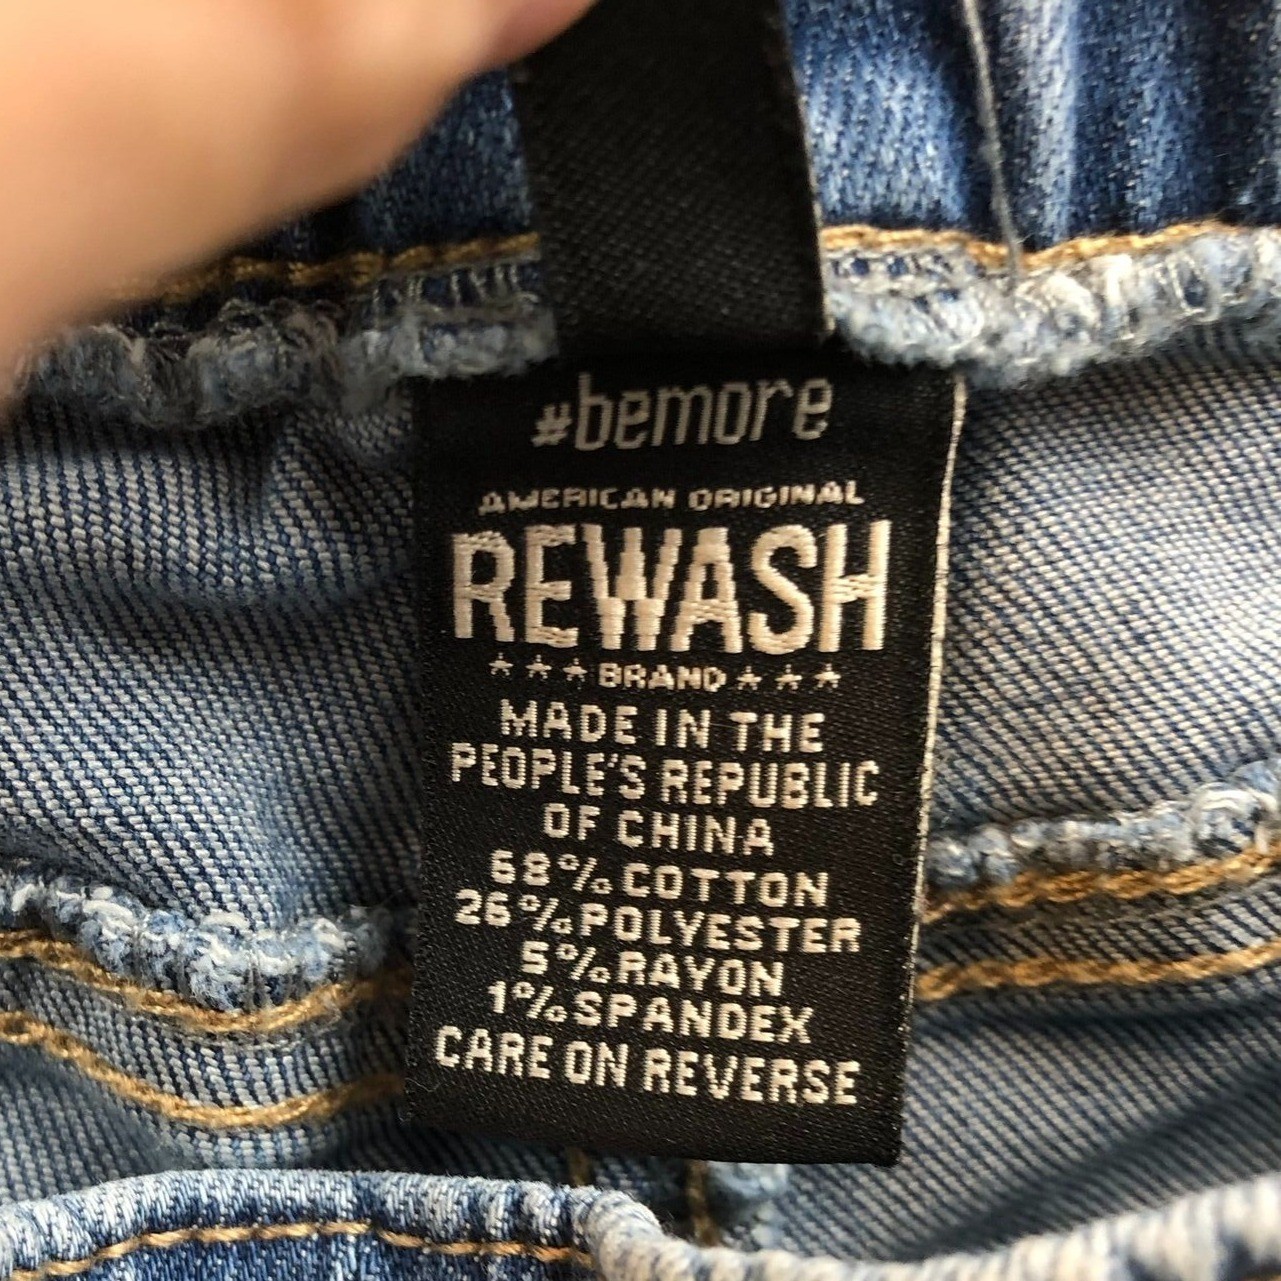 #bemore
AMERICAN ORIGINAL
REWASH
★ ★ ★ BRAND ★ ★ ★
MADE IN THE
PEOPLE'S REPUBLIC
OF CHINA
68% COTTON
26% POLYESTER
5% RAYON
1% SPANDEX
CARE ON REVERSE